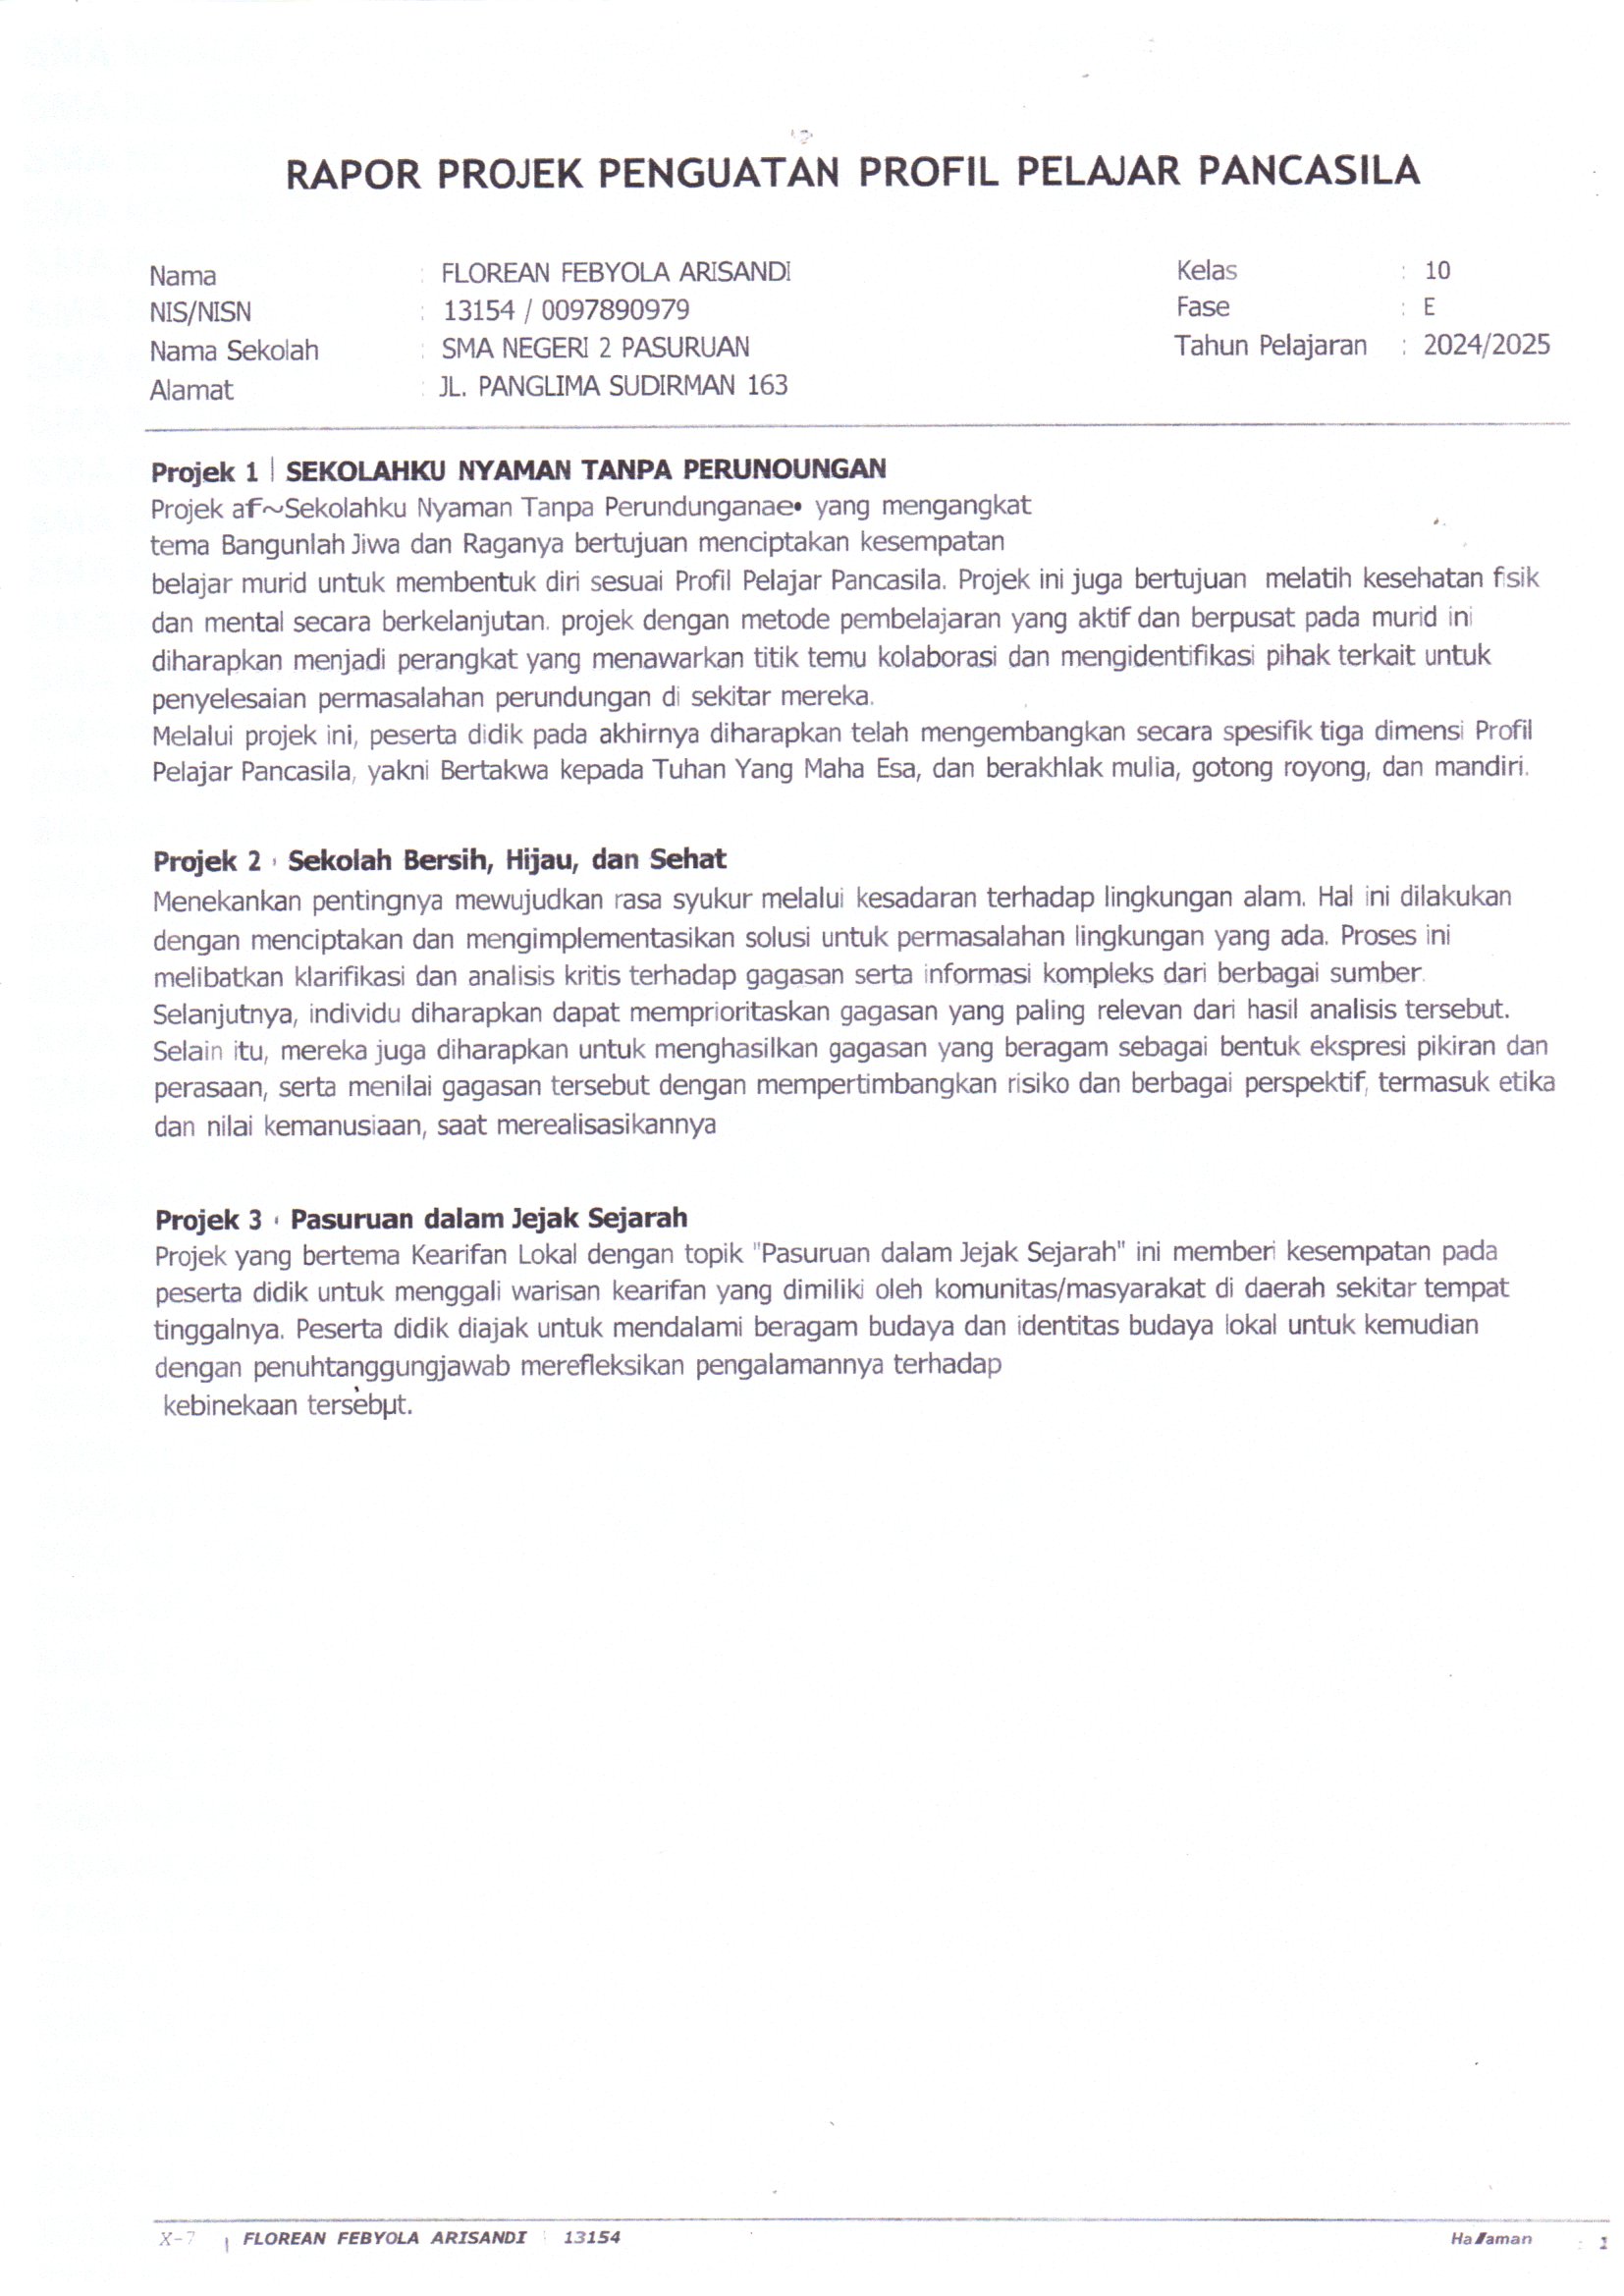 RAPOR PROJEK PENGUATAN PROFIL PELAJAR PANCASILA
Nama : FLOREAN FEBYOLA ARISANDI Kelas : 10
NIS/NISN : 13154 / 0097890979 Fase : E
Nama Sekolah : SMA NEGERI 2 PASURUAN Tahun Pelajaran : 2024/2025
Alamat : JL. PANGLIMA SUDIRMAN 163
Projek 1 | SEKOLAHKU NYAMAN TANPA PERUNOUNGAN
Projek af~Sekolahku Nyaman Tanpa Perundunganae• yang mengangkat
tema Bangunlah Jiwa dan Raganya bertujuan menciptakan kesempatan
belajar murid untuk membentuk diri sesuai Profil Pelajar Pancasila. Projek ini juga bertujuan melatih kesehatan fisik
dan mental secara berkelanjutan. projek dengan metode pembelajaran yang aktif dan berpusat pada murid ini
diharapkan menjadi perangkat yang menawarkan titik temu kolaborasi dan mengidentifikasi pihak terkait untuk
penyelesaian permasalahan perundungan di sekitar mereka.
Melalui projek ini, peserta didik pada akhirnya diharapkan telah mengembangkan secara spesifik tiga dimensi Profil
Pelajar Pancasila, yakni Bertakwa kepada Tuhan Yang Maha Esa, dan berakhlak mulia, gotong royong, dan mandiri.
Projek 2 Sekolah Bersih, Hijau, dan Sehat
Menekankan pentingnya mewujudkan rasa syukur melalui kesadaran terhadap lingkungan alam. Hal ini dilakukan
dengan menciptakan dan mengimplementasikan solusi untuk permasalahan lingkungan yang ada. Proses ini
melibatkan klarifikasi dan analisis kritis terhadap gagasan serta informasi kompleks dari berbagai sumber.
Selanjutnya, individu diharapkan dapat memprioritaskan gagasan yang paling relevan dari hasil analisis tersebut.
Selain itu, mereka juga diharapkan untuk menghasilkan gagasan yang beragam sebagai bentuk ekspresi pikiran dan
perasaan, serta menilai gagasan tersebut dengan mempertimbangkan risiko dan berbagai perspektif, termasuk etika
dan nilai kemanusiaan, saat merealisasikannya
Projek 3 Pasuruan dalam Jejak Sejarah
Projek yang bertema Kearifan Lokal dengan topik "Pasuruan dalam Jejak Sejarah" ini memberi kesempatan pada
peserta didik untuk menggali warisan kearifan yang dimiliki oleh komunitas/masyarakat di daerah sekitar tempat
tinggalnya. Peserta didik diajak untuk mendalami beragam budaya dan identitas budaya lokal untuk kemudian
dengan penuhtanggungjawab merefleksikan pengalamannya terhadap
kebinekaan tersebut.
X-7 | FLOREAN FEBYOLA ARISANDI 13154 Halaman : 1